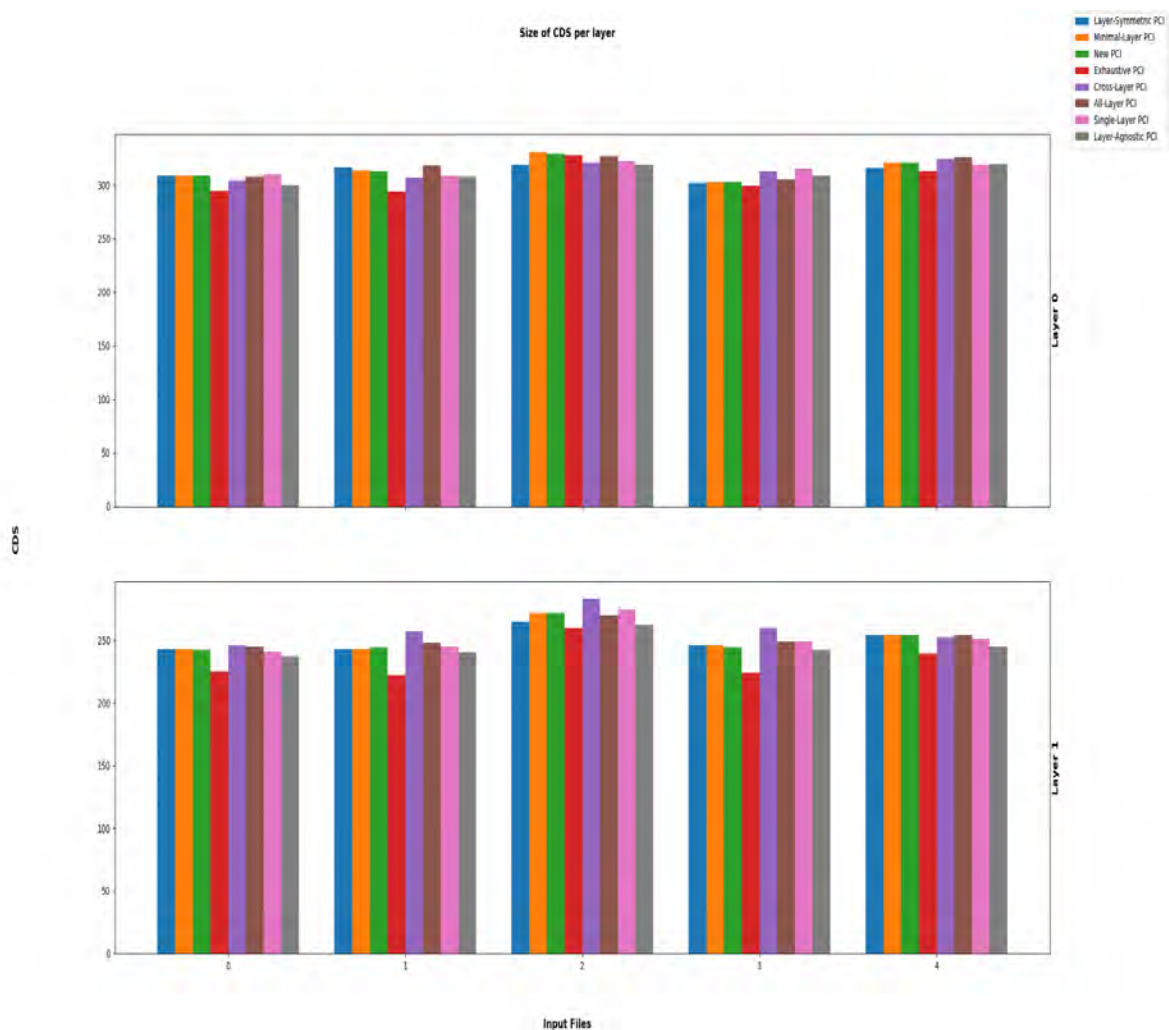 Size of CDS per layer
Layer-Symmetric PCI
Minimal-Layer PCI
New PCI
Exhaustive PCI
Cross-Layer PCI
All-Layer PCI
Single-Layer PCI
Layer-Agnostic PCI
300
250
200
150
100
50
0
Layer 0
CDS
250
200
150
100
50
0
Layer 1
0 1 2 3 4
Input Files